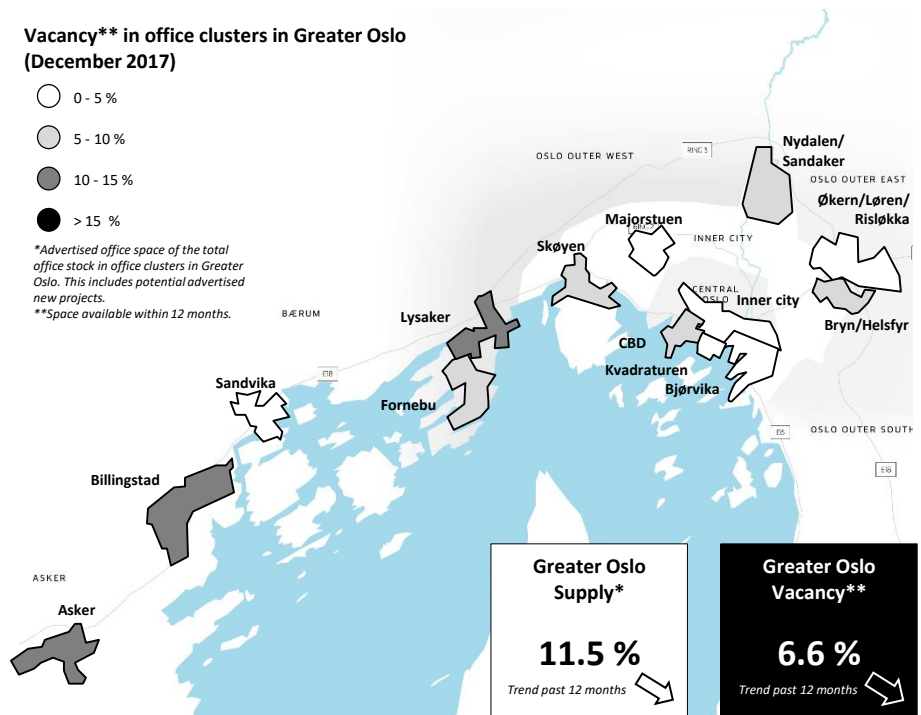 Vacancy** in office clusters in Greater Oslo
(December 2017)
0 - 5 %
5 - 10 %
10 - 15 %
> 15 %
*Advertised office space of the total
office stock in office clusters in Greater
Oslo. This includes potential advertised
new projects.
**Space available within 12 months.
OSLO OUTER WEST
RING 3
Nydalen/
Sandaker
OSLO OUTER EAST
Økern/Løren/
Risløkka
Majorstuen
INNER CITY
Skøyen
CENTRAL
OSLO
Inner city
Bryn/Helsfyr
BÆRUM
Lysaker
CBD
Kvadraturen
Bjørvika
E18
Sandvika
Fornebu
OSLO OUTER SOUTH
Billingstad
ASKER
Asker
Greater Oslo
Supply*
11.5 %
Trend past 12 months
Greater Oslo
Vacancy**
6.6 %
Trend past 12 months